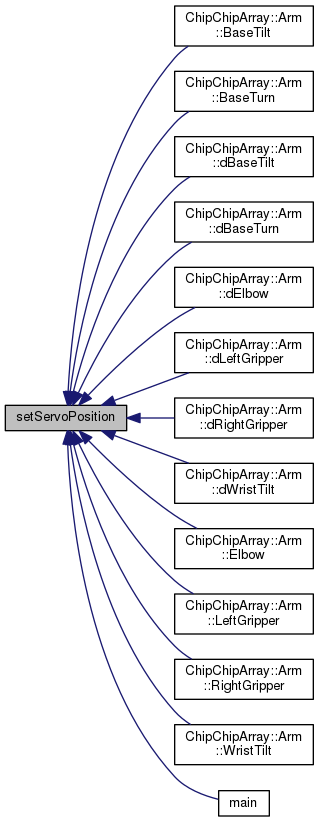 ChipChipArray::Arm
::BaseTilt
ChipChipArray::Arm
::BaseTurn
ChipChipArray::Arm
::dBaseTilt
ChipChipArray::Arm
::dBaseTurn
ChipChipArray::Arm
::dElbow
ChipChipArray::Arm
::dLeftGripper
setServoPosition
ChipChipArray::Arm
::dRightGripper
ChipChipArray::Arm
::dWristTilt
ChipChipArray::Arm
::Elbow
ChipChipArray::Arm
::LeftGripper
ChipChipArray::Arm
::RightGripper
ChipChipArray::Arm
::WristTilt
main